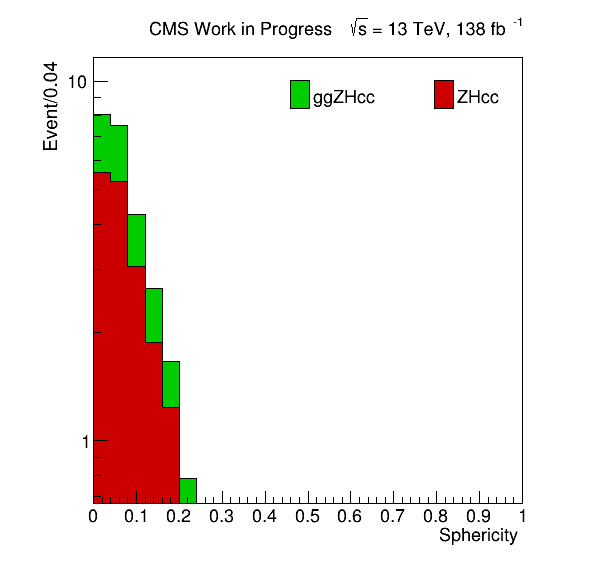 CMS Work in Progress √s = 13 TeV, 138 fb⁻¹
Event/0.04
10
1
ggZHcc ZHcc
0 0.1 0.2 0.3 0.4 0.5 0.6 0.7 0.8 0.9 1
Sphericity